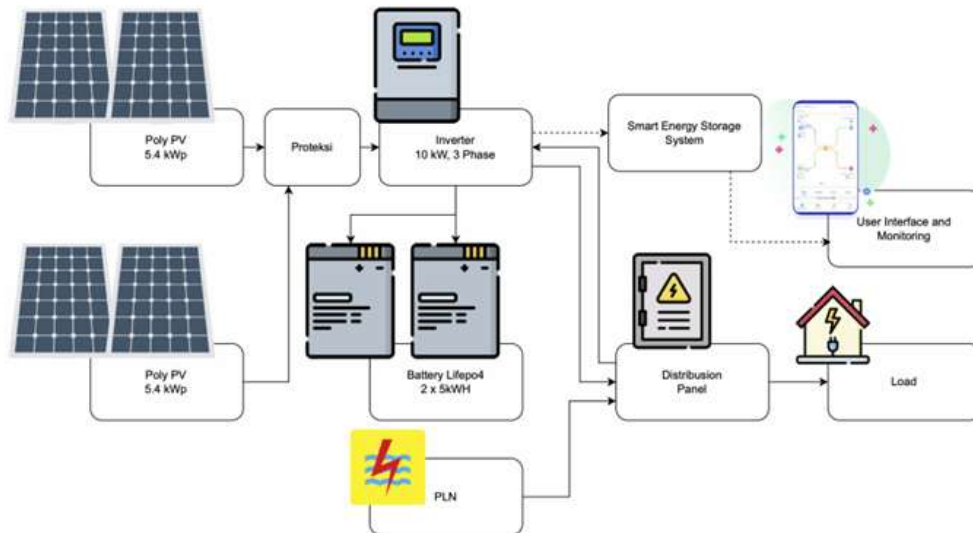 Poly PV
5.4 kWp
Proteksi
Inverter
10 kW, 3 Phase
Smart Energy Storage
System
User Interface and
Monitoring
Poly PV
5.4 kWp
Battery Lifepo4
2 x 5kWH
Distribusion
Panel
Load
PLN